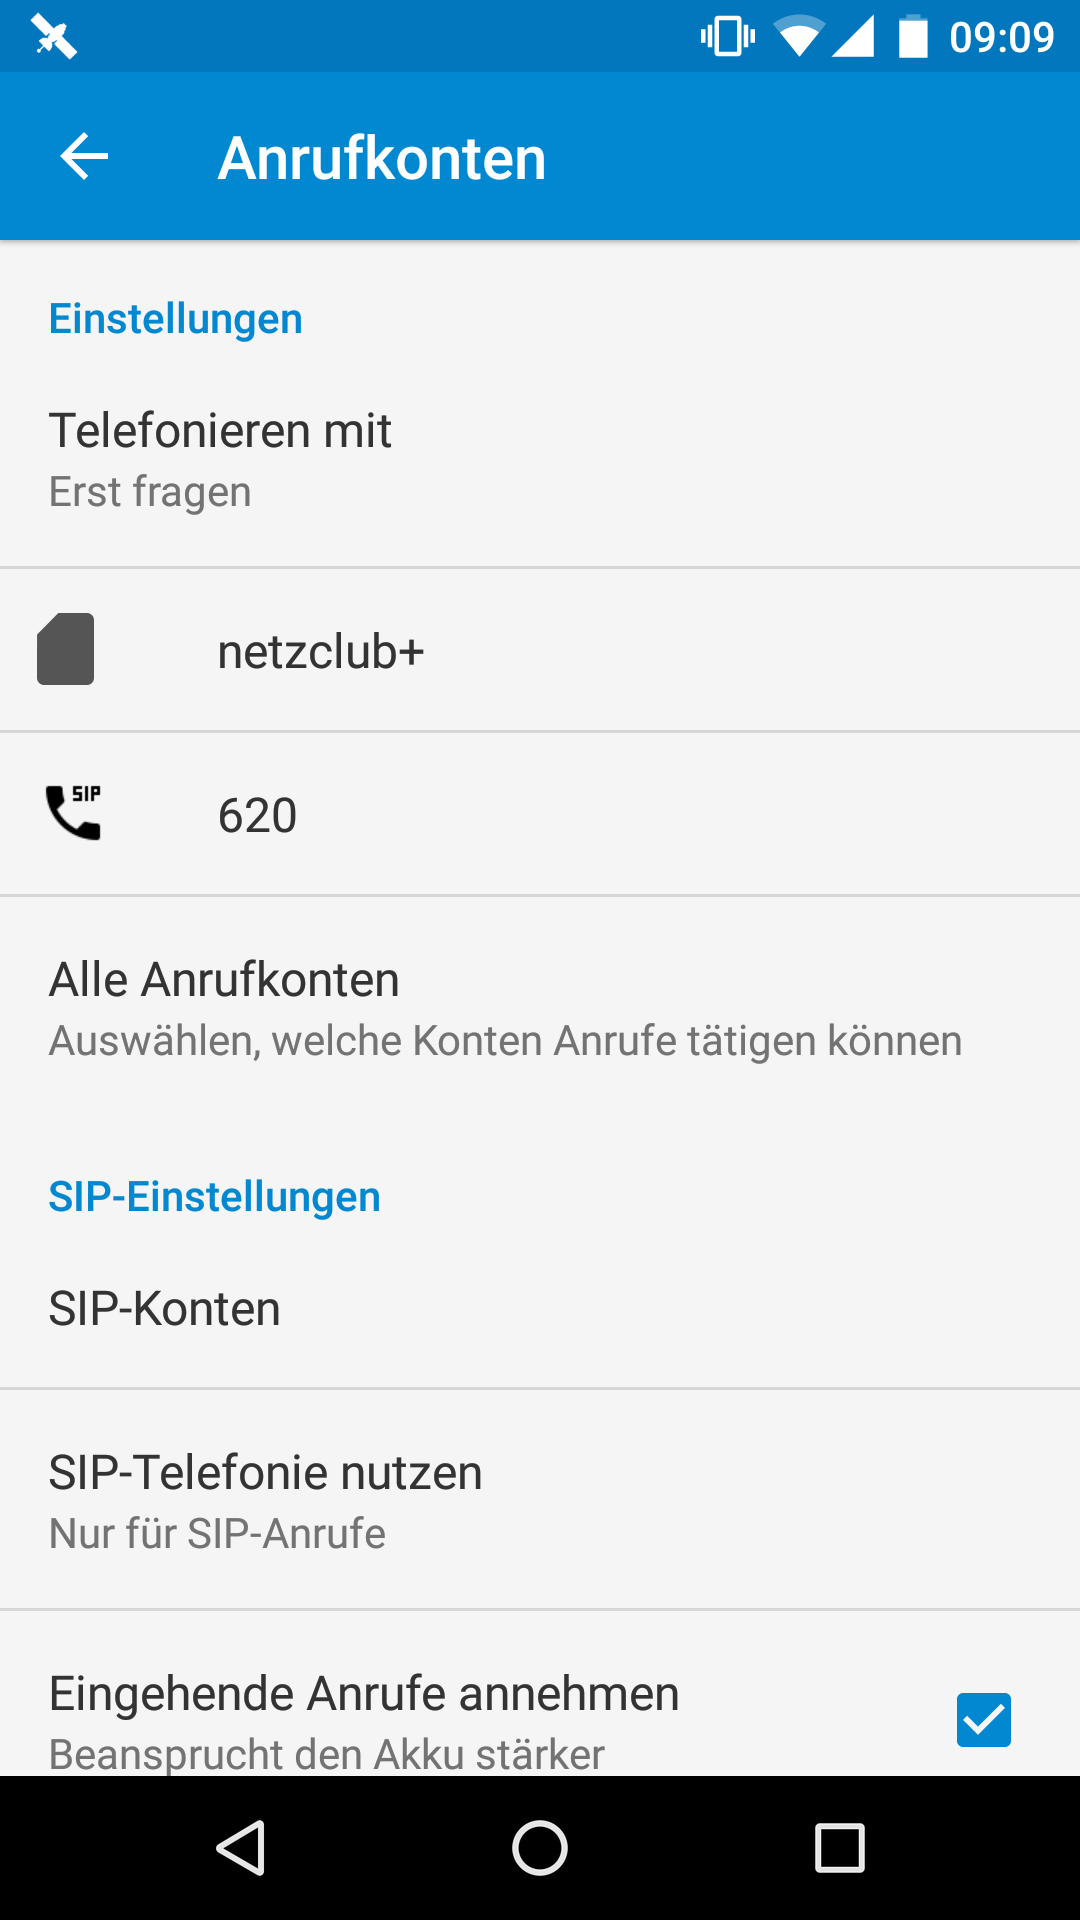 09:09
Anrufkonten
Einstellungen
Telefonieren mit
Erst fragen
netzclub+
SIP
620
Alle Anrufkonten
Auswählen, welche Konten Anrufe tätigen können
SIP-Einstellungen
SIP-Konten
SIP-Telefonie nutzen
Nur für SIP-Anrufe
Eingehende Anrufe annehmen
Beansprucht den Akku stärker